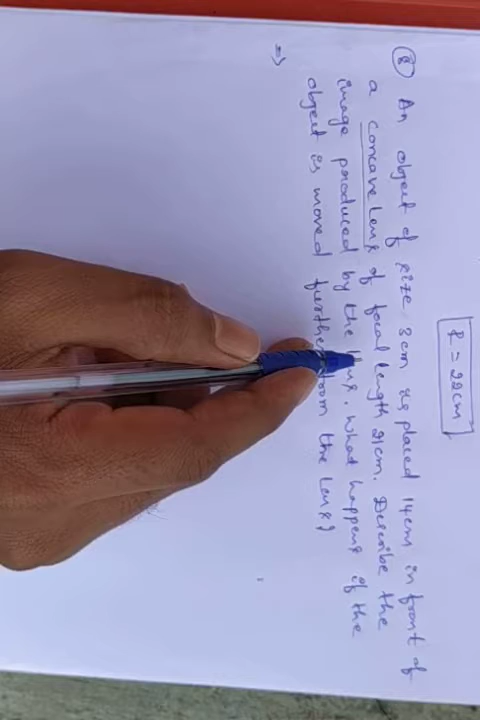 R = 22cm
⑧ An object of size 3cm is placed 14cm in front of
a concave lens of focal length 21cm. Describe the
image produced by the lens. What happens if the
object is moved further from the lens?
⇒